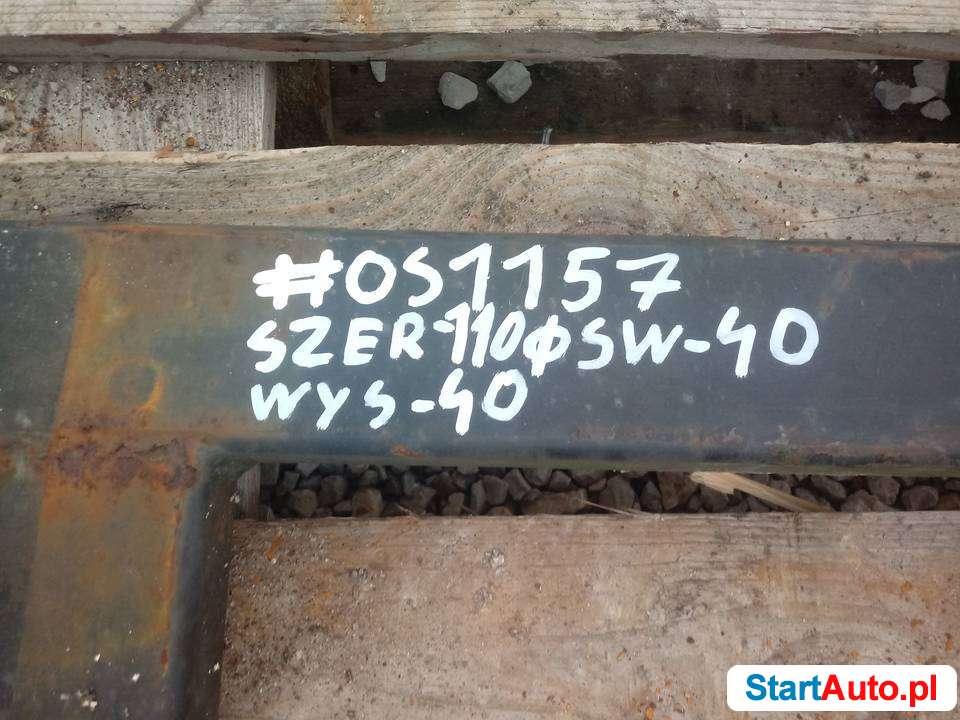 #OS1157
SZER-110 ϕSW-40
WYS-40
StartAuto.pl